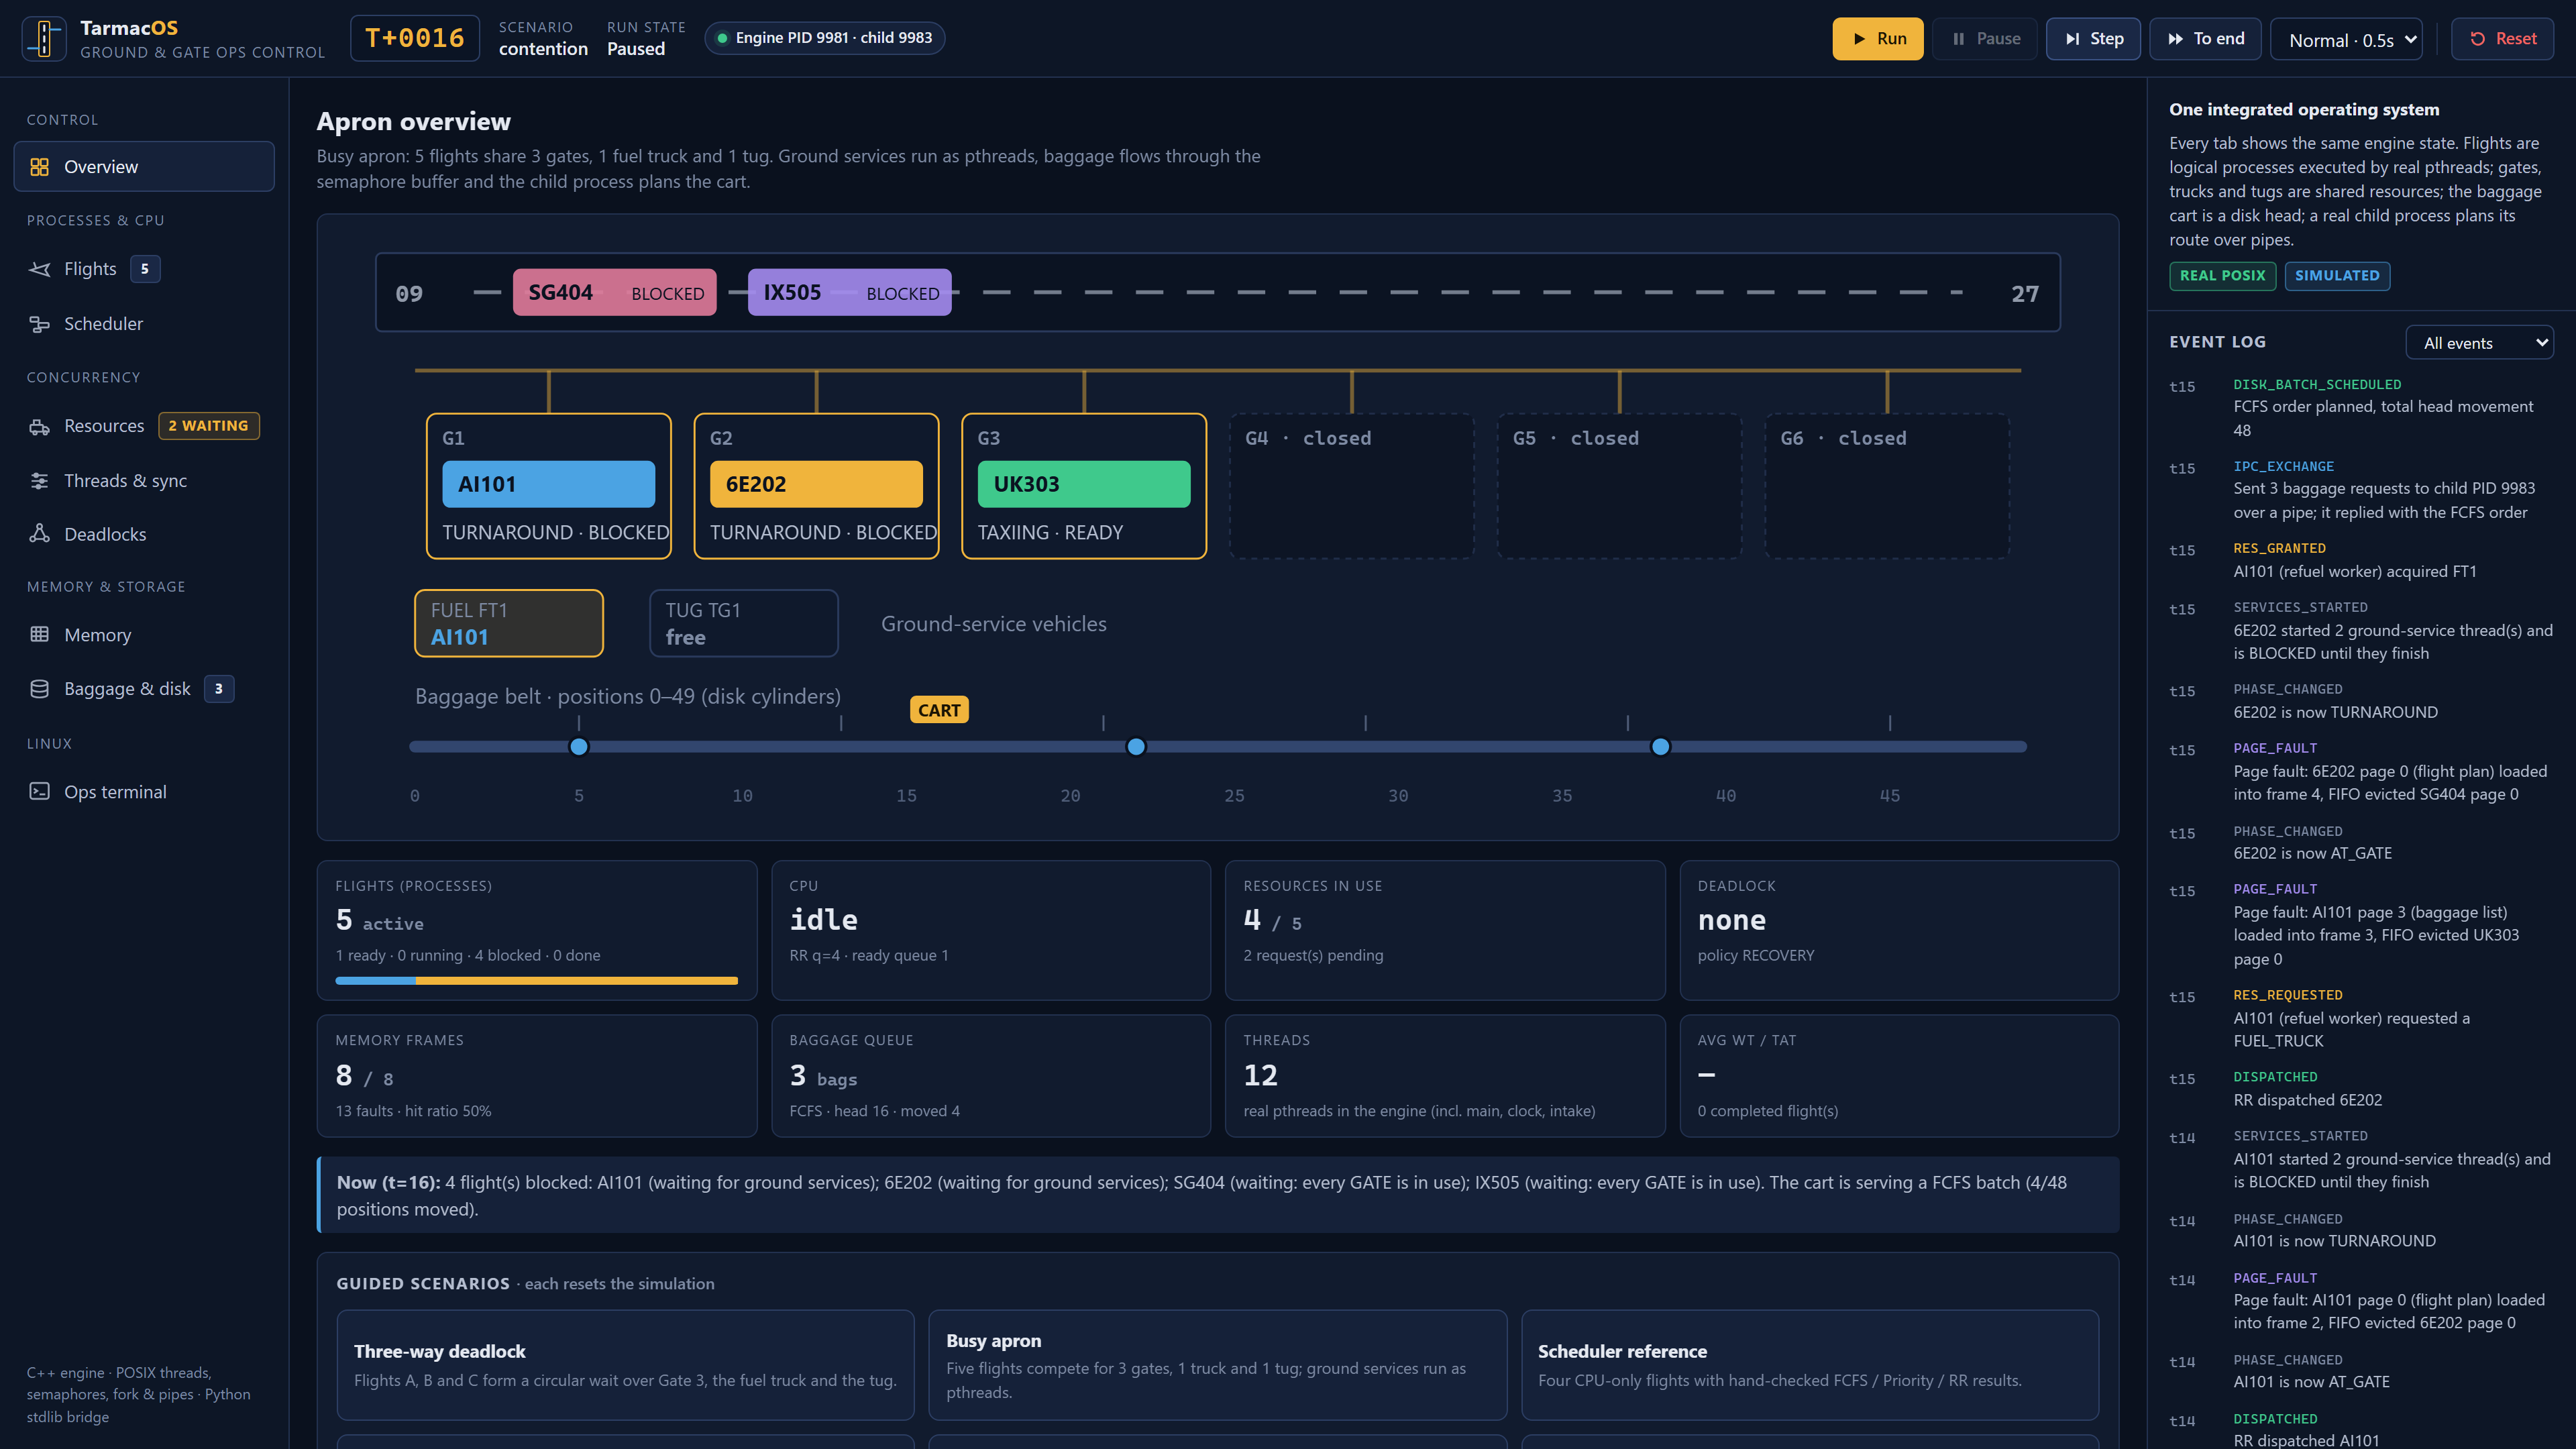 TarmacOS
GROUND & GATE OPS CONTROL
T+0016
SCENARIO
contention
RUN STATE
Paused
Engine PID 9981 · child 9983
Run
Pause
Step
To end
Normal · 0.5s
Reset
CONTROL
Overview
PROCESSES & CPU
Flights 5
Scheduler
CONCURRENCY
Resources 2 WAITING
Threads & sync
Deadlocks
MEMORY & STORAGE
Memory
Baggage & disk 3
LINUX
Ops terminal
C++ engine · POSIX threads,
semaphores, fork & pipes · Python
stdlib bridge
Apron overview
Busy apron: 5 flights share 3 gates, 1 fuel truck and 1 tug. Ground services run as pthreads, baggage flows through the
semaphore buffer and the child process plans the cart.
09
SG404 BLOCKED
IX505 BLOCKED
27
G1
AI101
TURNAROUND · BLOCKED
G2
6E202
TURNAROUND · BLOCKED
G3
UK303
TAXIING · READY
G4 · closed
G5 · closed
G6 · closed
FUEL FT1
AI101
TUG TG1
free
Ground-service vehicles
Baggage belt · positions 0–49 (disk cylinders)
CART
0 5 10 15 20 25 30 35 40 45
FLIGHTS (PROCESSES)
5 active
1 ready · 0 running · 4 blocked · 0 done
CPU
idle
RR q=4 · ready queue 1
RESOURCES IN USE
4 / 5
2 request(s) pending
DEADLOCK
none
policy RECOVERY
MEMORY FRAMES
8 / 8
13 faults · hit ratio 50%
BAGGAGE QUEUE
3 bags
FCFS · head 16 · moved 4
THREADS
12
real pthreads in the engine (incl. main, clock, intake)
AVG WT / TAT
–
0 completed flight(s)
Now (t=16): 4 flight(s) blocked: AI101 (waiting for ground services); 6E202 (waiting for ground services); SG404 (waiting: every GATE is in use); IX505 (waiting: every GATE is in use). The cart is serving a FCFS batch (4/48
positions moved).
GUIDED SCENARIOS · each resets the simulation
Three-way deadlock
Flights A, B and C form a circular wait over Gate 3, the fuel truck and the tug.
Busy apron
Five flights compete for 3 gates, 1 truck and 1 tug; ground services run as
pthreads.
Scheduler reference
Four CPU-only flights with hand-checked FCFS / Priority / RR results.
One integrated operating system
Every tab shows the same engine state. Flights are
logical processes executed by real pthreads; gates,
trucks and tugs are shared resources; the baggage
cart is a disk head; a real child process plans its
route over pipes.
REAL POSIX
SIMULATED
EVENT LOG
All events
t15 DISK_BATCH_SCHEDULED
FCFS order planned, total head movement
48
t15 IPC_EXCHANGE
Sent 3 baggage requests to child PID 9983
over a pipe; it replied with the FCFS order
t15 RES_GRANTED
AI101 (refuel worker) acquired FT1
t15 SERVICES_STARTED
6E202 started 2 ground-service thread(s) and
is BLOCKED until they finish
t15 PHASE_CHANGED
6E202 is now TURNAROUND
t15 PAGE_FAULT
Page fault: 6E202 page 0 (flight plan) loaded
into frame 4, FIFO evicted SG404 page 0
t15 PHASE_CHANGED
6E202 is now AT_GATE
t15 PAGE_FAULT
Page fault: AI101 page 3 (baggage list)
loaded into frame 3, FIFO evicted UK303
page 0
t15 RES_REQUESTED
AI101 (refuel worker) requested a
FUEL_TRUCK
t15 DISPATCHED
RR dispatched 6E202
t14 SERVICES_STARTED
AI101 started 2 ground-service thread(s) and
is BLOCKED until they finish
t14 PHASE_CHANGED
AI101 is now TURNAROUND
t14 PAGE_FAULT
Page fault: AI101 page 0 (flight plan) loaded
into frame 2, FIFO evicted 6E202 page 0
t14 PHASE_CHANGED
AI101 is now AT_GATE
t14 DISPATCHED
RR dispatched AI101